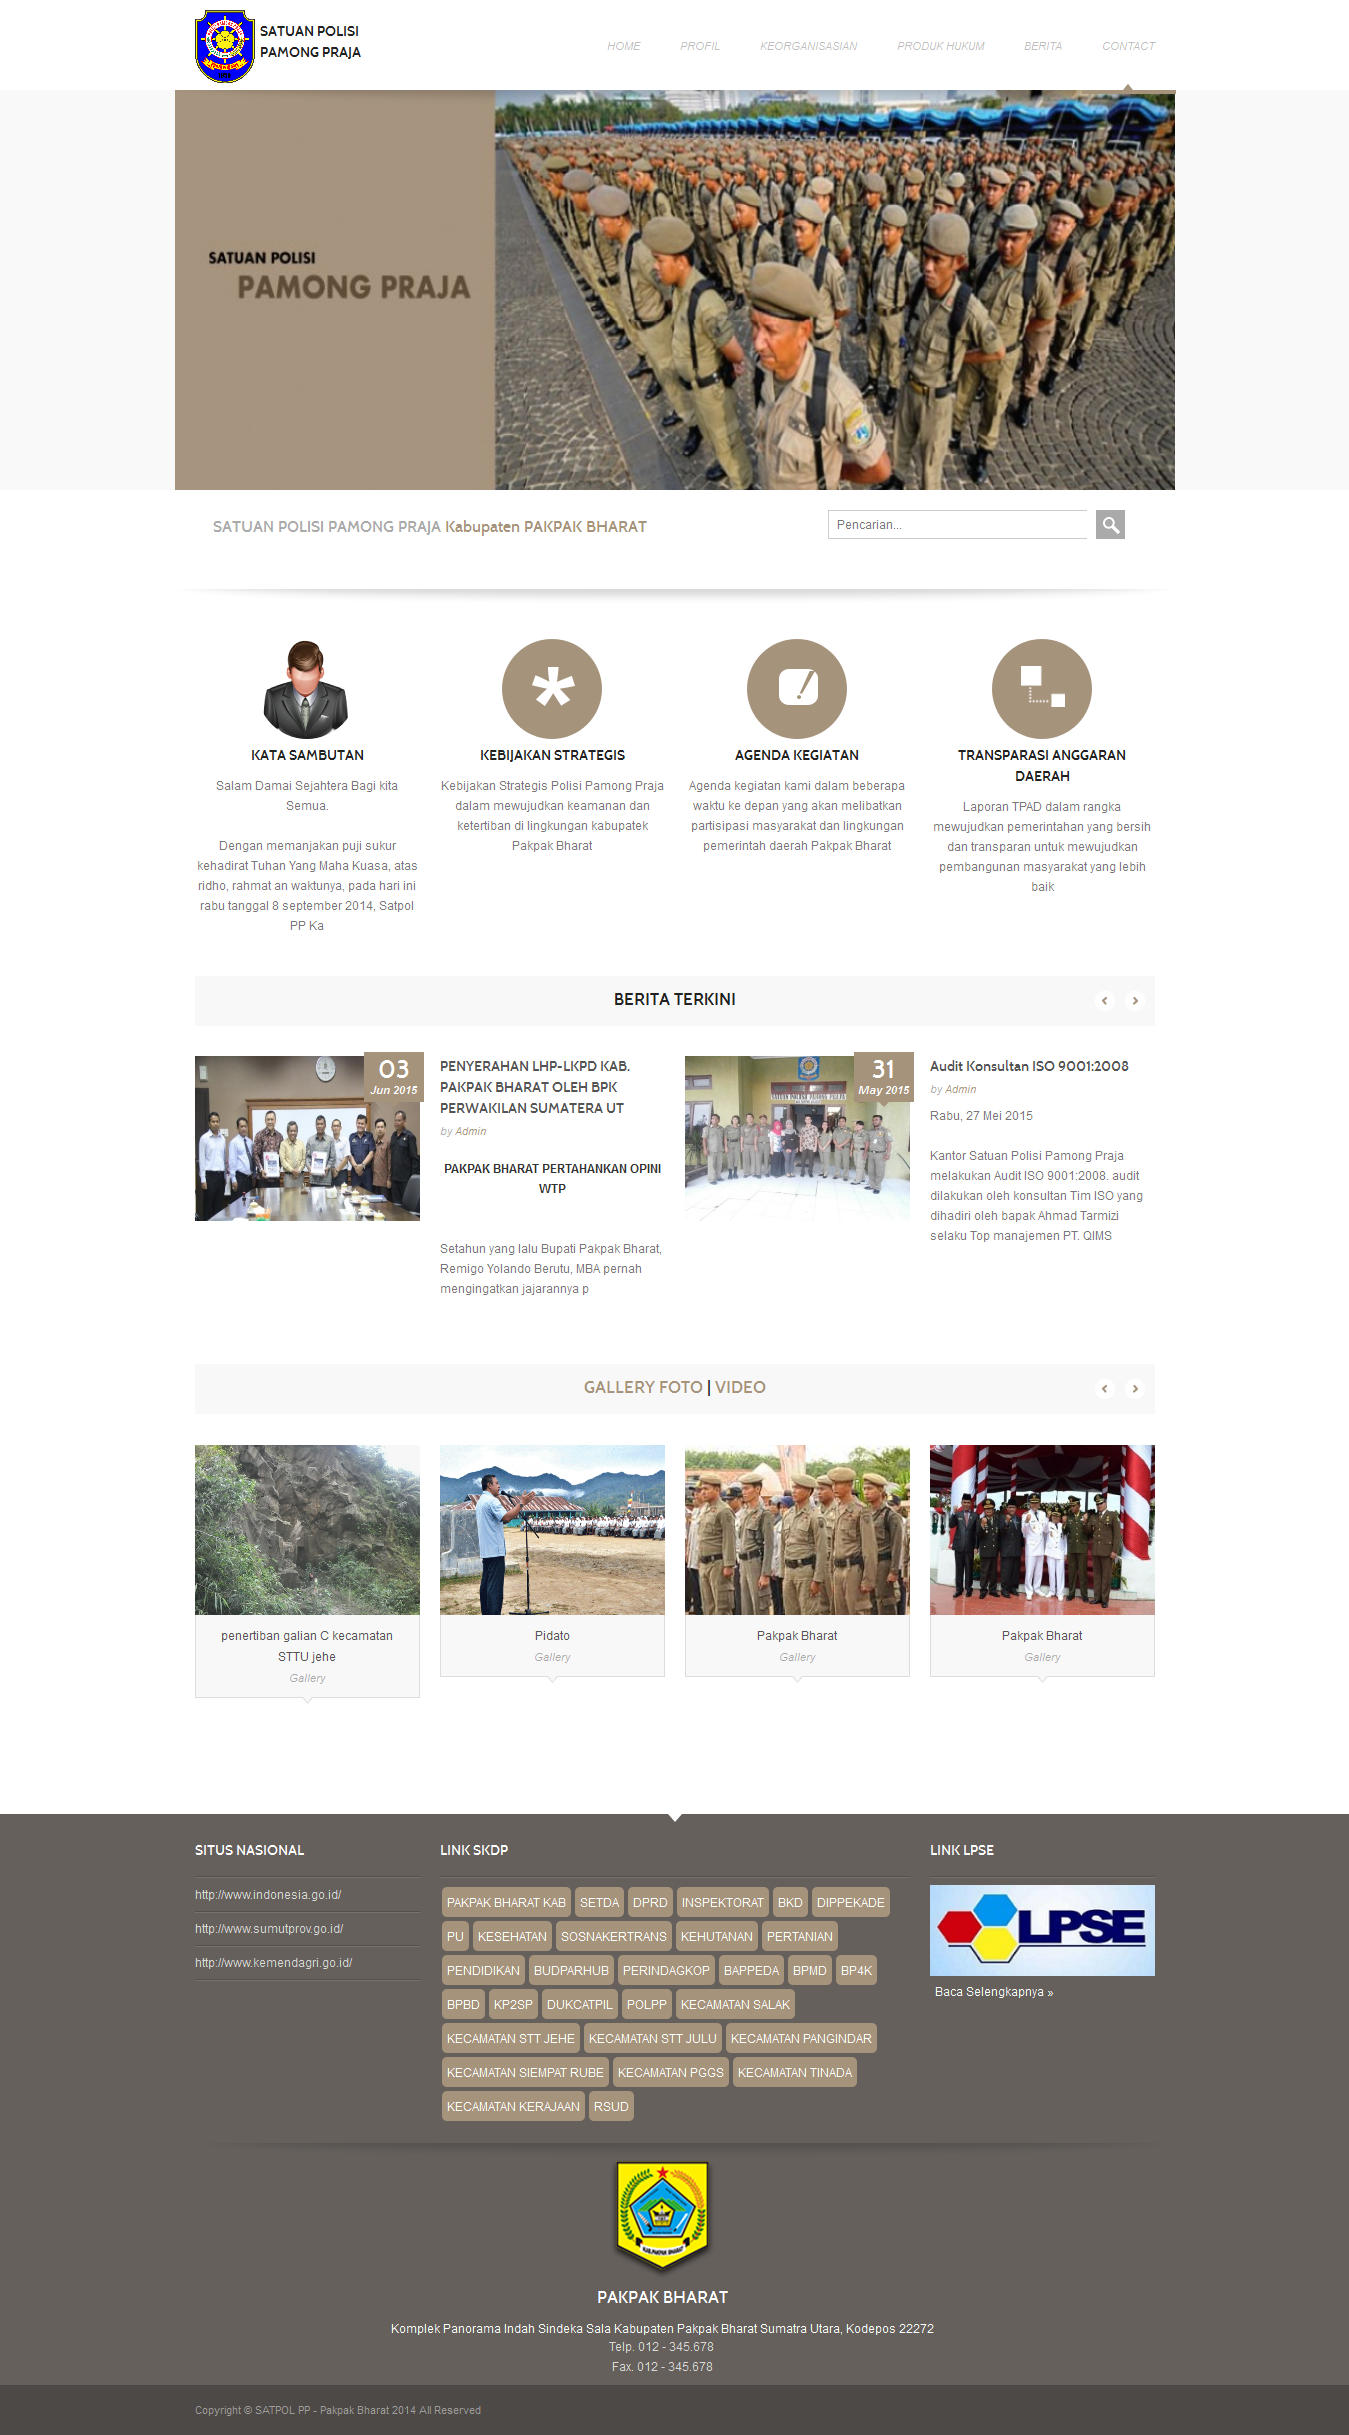 SATUAN POLISI
PAMONG PRAJA
HOME PROFIL KEORGANISASIAN PRODUK HUKUM BERITA CONTACT
SATUAN POLISI
PAMONG PRAJA
SATUAN POLISI PAMONG PRAJA Kabupaten PAKPAK BHARAT
Pencarian...
KATA SAMBUTAN
Salam Damai Sejahtera Bagi kita
Semua.
Dengan memanjakan puji sukur
kehadirat Tuhan Yang Maha Kuasa, atas
ridho, rahmat an waktunya, pada hari ini
rabu tanggal 8 september 2014, Satpol
PP Ka
KEBIJAKAN STRATEGIS
Kebijakan Strategis Polisi Pamong Praja
dalam mewujudkan keamanan dan
ketertiban di lingkungan kabupatek
Pakpak Bharat
AGENDA KEGIATAN
Agenda kegiatan kami dalam beberapa
waktu ke depan yang akan melibatkan
partisipasi masyarakat dan lingkungan
pemerintah daerah Pakpak Bharat
TRANSPARASI ANGGARAN
DAERAH
Laporan TPAD dalam rangka
mewujudkan pemerintahan yang bersih
dan transparan untuk mewujudkan
pembangunan masyarakat yang lebih
baik
BERITA TERKINI
03
Jun 2015
PENYERAHAN LHP-LKPD KAB.
PAKPAK BHARAT OLEH BPK
PERWAKILAN SUMATERA UT
by Admin
PAKPAK BHARAT PERTAHANKAN OPINI
WTP
Setahun yang lalu Bupati Pakpak Bharat,
Remigo Yolando Berutu, MBA pernah
mengingatkan jajarannya p
31
May 2015
Audit Konsultan ISO 9001:2008
by Admin
Rabu, 27 Mei 2015
Kantor Satuan Polisi Pamong Praja
melakukan Audit ISO 9001:2008. audit
dilakukan oleh konsultan Tim ISO yang
dihadiri oleh bapak Ahmad Tarmizi
selaku Top manajemen PT. QIMS
GALLERY FOTO | VIDEO
penertiban galian C kecamatan
STTU jehe
Gallery
Pidato
Gallery
Pakpak Bharat
Gallery
Pakpak Bharat
Gallery
SITUS NASIONAL
http://www.indonesia.go.id/
http://www.sumutprov.go.id/
http://www.kemendagri.go.id/
LINK SKDP
PAKPAK BHARAT KAB SETDA DPRD INSPEKTORAT BKD DIPPEKADE
PU KESEHATAN SOSNAKERTRANS KEHUTANAN PERTANIAN
PENDIDIKAN BUDPARHUB PERINDAGKOP BAPPEDA BPMD BP4K
BPBD KP2SP DUKCATPIL POLPP KECAMATAN SALAK
KECAMATAN STT JEHE KECAMATAN STT JULU KECAMATAN PANGINDAR
KECAMATAN SIEMPAT RUBE KECAMATAN PGGS KECAMATAN TINADA
KECAMATAN KERAJAAN RSUD
LINK LPSE
LPSE
Baca Selengkapnya »
PAKPAK BHARAT
Komplek Panorama Indah Sindeka Sala Kabupaten Pakpak Bharat Sumatra Utara, Kodepos 22272
Telp. 012 - 345.678
Fax. 012 - 345.678
Copyright © SATPOL PP - Pakpak Bharat 2014 All Reserved